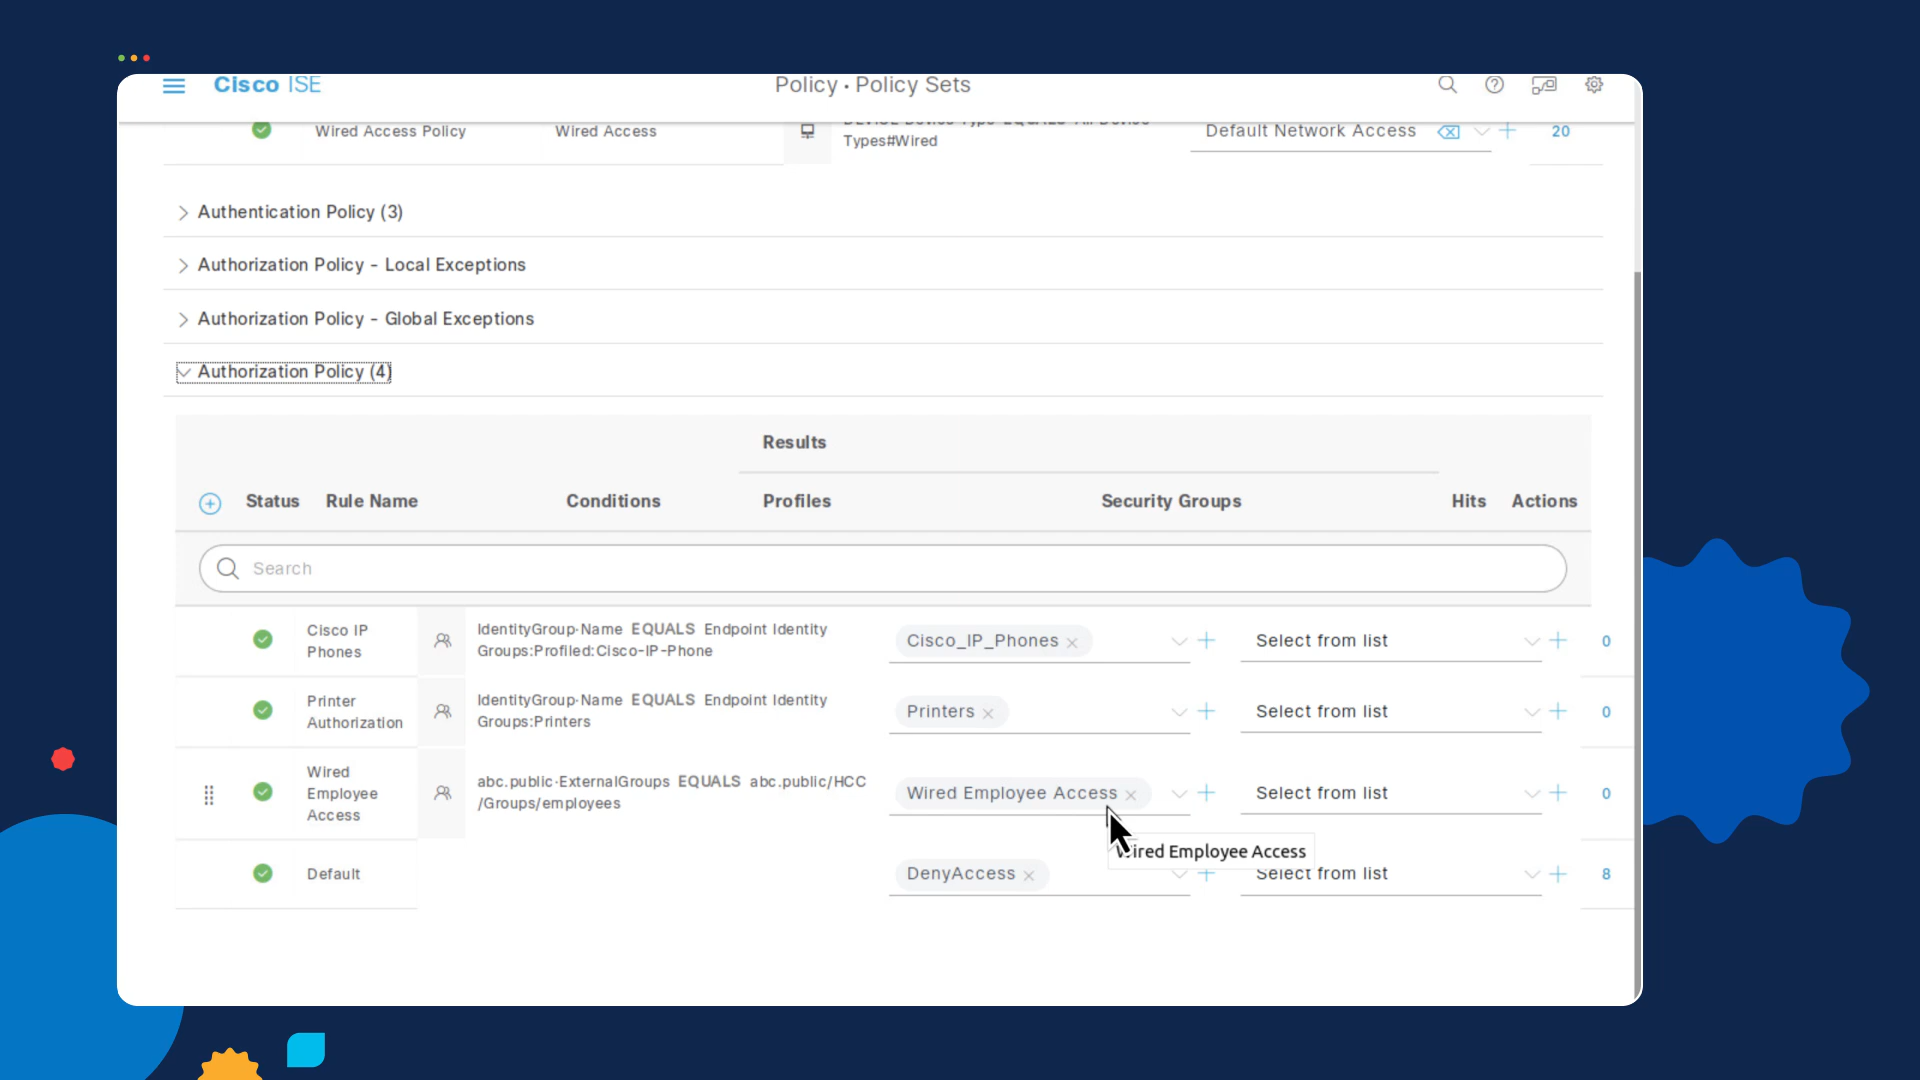 Cisco ISE
Policy · Policy Sets
Wired Access Policy
Wired Access
DEVICE·Device Type EQUALS All Device
Types#Wired
Default Network Access
20
Authentication Policy (3)
Authorization Policy - Local Exceptions
Authorization Policy - Global Exceptions
Authorization Policy (4)
Results
Status Rule Name Conditions Profiles Security Groups Hits Actions
Search
Cisco IP
Phones
IdentityGroup·Name EQUALS Endpoint Identity
Groups:Profiled:Cisco-IP-Phone
Cisco_IP_Phones
Select from list
0
Printer
Authorization
IdentityGroup·Name EQUALS Endpoint Identity
Groups:Printers
Printers
Select from list
0
Wired
Employee
Access
abc.public·ExternalGroups EQUALS abc.public/HCC
/Groups/employees
Wired Employee Access
Select from list
0
Wired Employee Access
Default
DenyAccess
Select from list
8